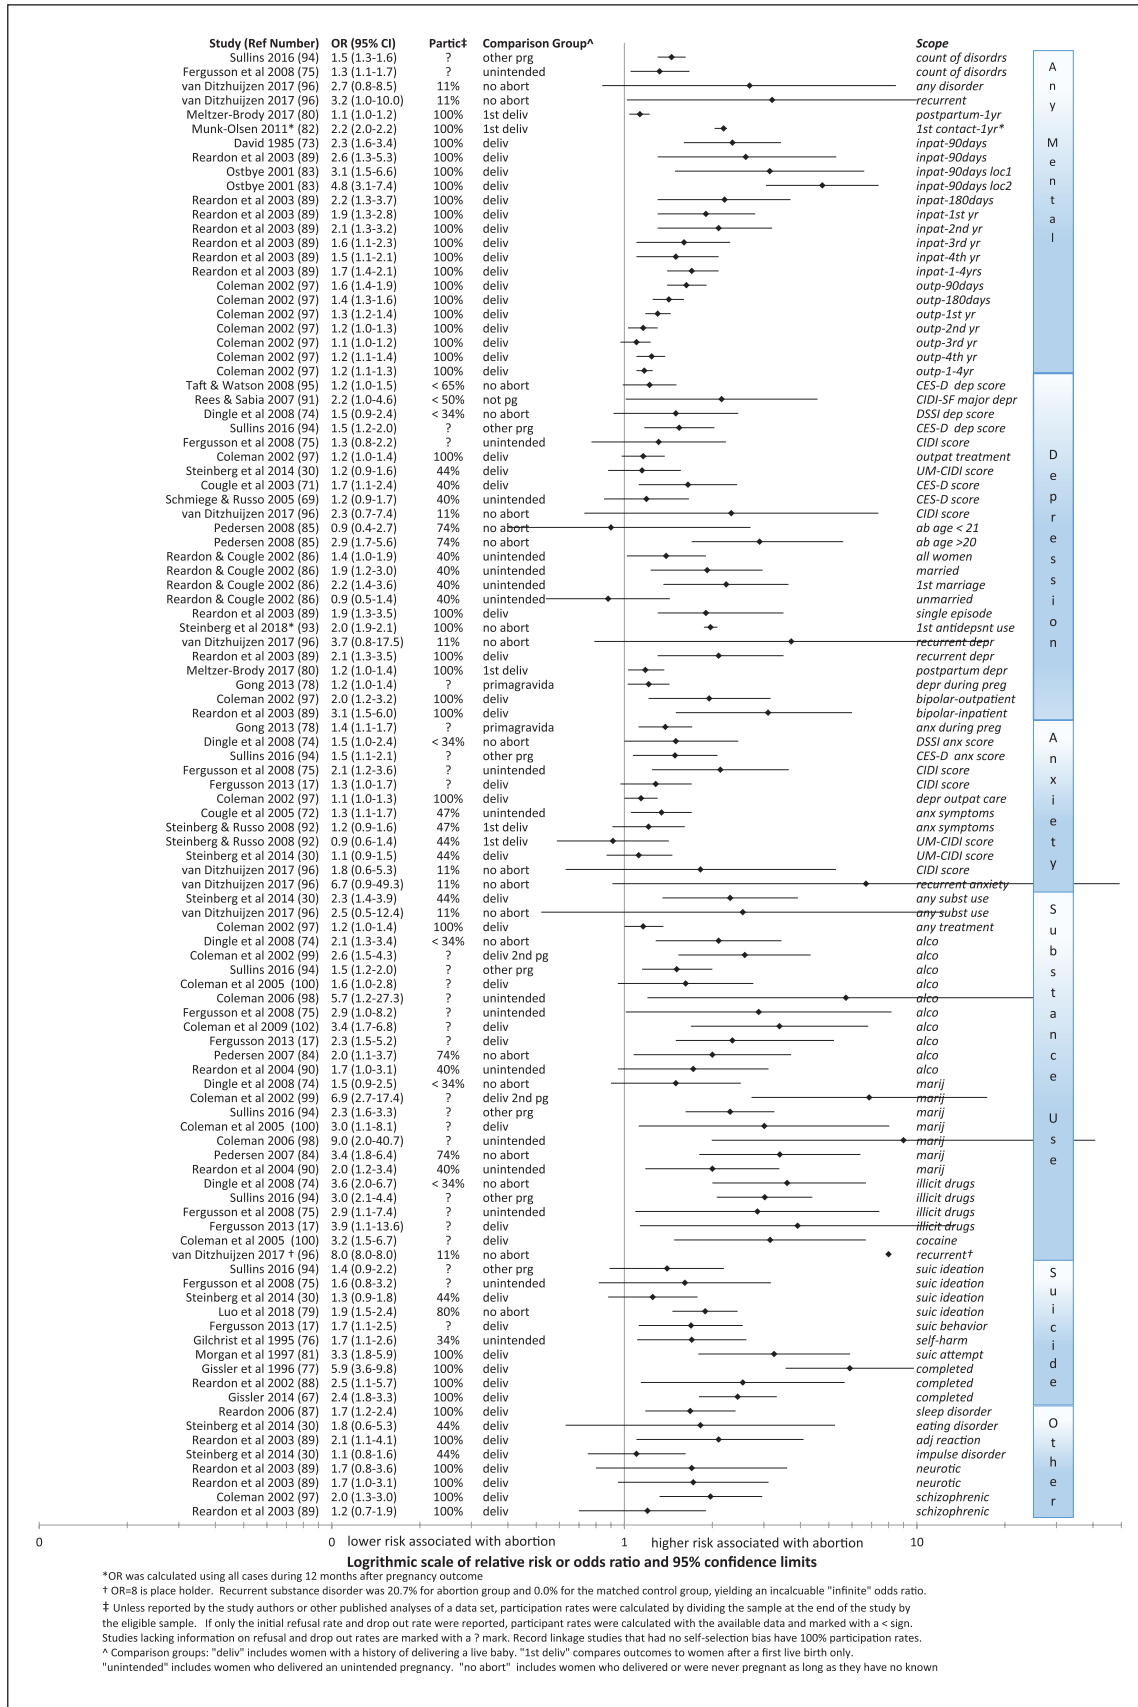 Study (Ref Number) OR (95% CI) Partic‡ Comparison Group^ Scope
Sullins 2016 (94) 1.5 (1.3-1.6) ? other prg count of disordrs
Fergusson et al 2008 (75) 1.3 (1.1-1.7) ? unintended count of disordrs
van Ditzhuijzen 2017 (96) 2.7 (0.8-8.5) 11% no abort any disorder
van Ditzhuijzen 2017 (96) 3.2 (1.0-10.0) 11% no abort recurrent
Meltzer-Brody 2017 (80) 1.1 (1.0-1.2) 100% 1st deliv postpartum-1yr
Munk-Olsen 2011* (82) 2.2 (2.0-2.2) 100% 1st deliv 1st contact-1yr*
David 1985 (73) 2.3 (1.6-3.4) 100% deliv inpat-90days
Reardon et al 2003 (89) 2.6 (1.3-5.3) 100% deliv inpat-90days
Ostbye 2001 (83) 3.1 (1.5-6.6) 100% deliv inpat-90days loc1
Ostbye 2001 (83) 4.8 (3.1-7.4) 100% deliv inpat-90days loc2
Reardon et al 2003 (89) 2.2 (1.3-3.7) 100% deliv inpat-180days
Reardon et al 2003 (89) 1.9 (1.3-2.8) 100% deliv inpat-1st yr
Reardon et al 2003 (89) 2.1 (1.3-3.2) 100% deliv inpat-2nd yr
Reardon et al 2003 (89) 1.6 (1.1-2.3) 100% deliv inpat-3rd yr
Reardon et al 2003 (89) 1.5 (1.1-2.1) 100% deliv inpat-4th yr
Reardon et al 2003 (89) 1.7 (1.4-2.1) 100% deliv inpat-1-4yrs
Coleman 2002 (97) 1.6 (1.4-1.9) 100% deliv outp-90days
Coleman 2002 (97) 1.4 (1.3-1.6) 100% deliv outp-180days
Coleman 2002 (97) 1.3 (1.2-1.4) 100% deliv outp-1st yr
Coleman 2002 (97) 1.2 (1.0-1.3) 100% deliv outp-2nd yr
Coleman 2002 (97) 1.1 (1.0-1.2) 100% deliv outp-3rd yr
Coleman 2002 (97) 1.2 (1.1-1.4) 100% deliv outp-4th yr
Coleman 2002 (97) 1.2 (1.1-1.3) 100% deliv outp-1-4yr
Any Mental
Taft & Watson 2008 (95) 1.2 (1.0-1.5) < 65% no abort CES-D dep score
Rees & Sabia 2007 (91) 2.2 (1.0-4.6) < 50% not pg CIDI-SF major depr
Dingle et al 2008 (74) 1.5 (0.9-2.4) < 34% no abort DSSI dep score
Sullins 2016 (94) 1.5 (1.2-2.0) ? other prg CES-D dep score
Fergusson et al 2008 (75) 1.3 (0.8-2.2) ? unintended CIDI score
Coleman 2002 (97) 1.2 (1.0-1.4) 100% deliv outpat treatment
Steinberg et al 2014 (30) 1.2 (0.9-1.6) 44% deliv UM-CIDI score
Cougle et al 2003 (71) 1.7 (1.1-2.4) 40% deliv CES-D score
Schmiege & Russo 2005 (69) 1.2 (0.9-1.7) 40% unintended CES-D score
van Ditzhuijzen 2017 (96) 2.3 (0.7-7.4) 11% no abort CIDI score
Pedersen 2008 (85) 0.9 (0.4-2.7) 74% no abort ab age < 21
Pedersen 2008 (85) 2.9 (1.7-5.6) 74% no abort ab age >20
Reardon & Cougle 2002 (86) 1.4 (1.0-1.9) 40% unintended all women
Reardon & Cougle 2002 (86) 1.9 (1.2-3.0) 40% unintended married
Reardon & Cougle 2002 (86) 2.2 (1.4-3.6) 40% unintended 1st marriage
Reardon & Cougle 2002 (86) 0.9 (0.5-1.4) 40% unintended unmarried
Reardon et al 2003 (89) 1.9 (1.3-3.5) 100% deliv single episode
Steinberg et al 2018* (93) 2.0 (1.9-2.1) 100% no abort 1st antidepsnt use
van Ditzhuijzen 2017 (96) 3.7 (0.8-17.5) 11% no abort recurrent depr
Reardon et al 2003 (89) 2.1 (1.3-3.5) 100% deliv recurrent depr
Meltzer-Brody 2017 (80) 1.2 (1.0-1.4) 100% 1st deliv postpartum depr
Gong 2013 (78) 1.2 (1.0-1.4) ? primagravida depr during preg
Coleman 2002 (97) 2.0 (1.2-3.2) 100% deliv bipolar-outpatient
Reardon et al 2003 (89) 3.1 (1.5-6.0) 100% deliv bipolar-inpatient
Depression
Gong 2013 (78) 1.4 (1.1-1.7) ? primagravida anx during preg
Dingle et al 2008 (74) 1.5 (1.0-2.4) < 34% no abort DSSI anx score
Sullins 2016 (94) 1.5 (1.1-2.1) ? other prg CES-D anx score
Fergusson et al 2008 (75) 2.1 (1.2-3.6) ? unintended CIDI score
Fergusson 2013 (17) 1.3 (1.0-1.7) ? deliv CIDI score
Coleman 2002 (97) 1.1 (1.0-1.3) 100% deliv depr outpat care
Cougle et al 2005 (72) 1.3 (1.1-1.7) 47% unintended anx symptoms
Steinberg & Russo 2008 (92) 1.2 (0.9-1.6) 47% 1st deliv anx symptoms
Steinberg & Russo 2008 (92) 0.9 (0.6-1.4) 44% 1st deliv UM-CIDI score
Steinberg et al 2014 (30) 1.1 (0.9-1.5) 44% deliv UM-CIDI score
van Ditzhuijzen 2017 (96) 1.8 (0.6-5.3) 11% no abort CIDI score
van Ditzhuijzen 2017 (96) 6.7 (0.9-49.3) 11% no abort recurrent anxiety
Anxiety
Steinberg et al 2014 (30) 2.3 (1.4-3.9) 44% deliv any subst use
van Ditzhuijzen 2017 (96) 2.5 (0.5-12.4) 11% no abort any subst use
Coleman 2002 (97) 1.2 (1.0-1.4) 100% deliv any treatment
Dingle et al 2008 (74) 2.1 (1.3-3.4) < 34% no abort alco
Coleman et al 2002 (99) 2.6 (1.5-4.3) ? deliv 2nd pg alco
Sullins 2016 (94) 1.5 (1.2-2.0) ? other prg alco
Coleman et al 2005 (100) 1.6 (1.0-2.8) ? deliv alco
Coleman 2006 (98) 5.7 (1.2-27.3) ? unintended alco
Fergusson et al 2008 (75) 2.9 (1.0-8.2) ? unintended alco
Coleman et al 2009 (102) 3.4 (1.7-6.8) ? deliv alco
Fergusson 2013 (17) 2.3 (1.5-5.2) ? deliv alco
Pedersen 2007 (84) 2.0 (1.1-3.7) 74% no abort alco
Reardon et al 2004 (90) 1.7 (1.0-3.1) 40% unintended alco
Dingle et al 2008 (74) 1.5 (0.9-2.5) < 34% no abort marij
Coleman et al 2002 (99) 6.9 (2.7-17.4) ? deliv 2nd pg marij
Sullins 2016 (94) 2.3 (1.6-3.3) ? other prg marij
Coleman et al 2005 (100) 3.0 (1.1-8.1) ? deliv marij
Coleman 2006 (98) 9.0 (2.0-40.7) ? unintended marij
Pedersen 2007 (84) 3.4 (1.8-6.4) 74% no abort marij
Reardon et al 2004 (90) 2.0 (1.2-3.4) 40% unintended marij
Dingle et al 2008 (74) 3.6 (2.0-6.7) < 34% no abort illicit drugs
Sullins 2016 (94) 3.0 (2.1-4.4) ? other prg illicit drugs
Fergusson et al 2008 (75) 2.9 (1.1-7.4) ? unintended illicit drugs
Fergusson 2013 (17) 3.9 (1.1-13.6) ? deliv illicit drugs
Coleman et al 2005 (100) 3.2 (1.5-6.7) ? deliv cocaine
van Ditzhuijzen 2017 † (96) 8.0 (8.0-8.0) 11% no abort recurrent†
Substance Use
Sullins 2016 (94) 1.4 (0.9-2.2) ? other prg suic ideation
Fergusson et al 2008 (75) 1.6 (0.8-3.2) ? unintended suic ideation
Steinberg et al 2014 (30) 1.3 (0.9-1.8) 44% deliv suic ideation
Luo et al 2018 (79) 1.9 (1.5-2.4) 80% no abort suic ideation
Fergusson 2013 (17) 1.7 (1.1-2.5) ? deliv suic behavior
Gilchrist et al 1995 (76) 1.7 (1.1-2.6) 34% unintended self-harm
Morgan et al 1997 (81) 3.3 (1.8-5.9) 100% deliv suic attempt
Gissler et al 1996 (77) 5.9 (3.6-9.8) 100% deliv completed
Reardon et al 2002 (88) 2.5 (1.1-5.7) 100% deliv completed
Gissler 2014 (67) 2.4 (1.8-3.3) 100% deliv completed
Suicide
Reardon 2006 (87) 1.7 (1.2-2.4) 100% deliv sleep disorder
Steinberg et al 2014 (30) 1.8 (0.6-5.3) 44% deliv eating disorder
Reardon et al 2003 (89) 2.1 (1.1-4.1) 100% deliv adj reaction
Steinberg et al 2014 (30) 1.1 (0.8-1.6) 44% deliv impulse disorder
Reardon et al 2003 (89) 1.7 (0.8-3.6) 100% deliv neurotic
Reardon et al 2003 (89) 1.7 (1.0-3.1) 100% deliv neurotic
Coleman 2002 (97) 2.0 (1.3-3.0) 100% deliv schizophrenic
Reardon et al 2003 (89) 1.2 (0.7-1.9) 100% deliv schizophrenic
Other
0 0 lower risk associated with abortion 1 higher risk associated with abortion 10
Logrithmic scale of relative risk or odds ratio and 95% confidence limits
*OR was calculated using all cases during 12 months after pregnancy outcome
† OR=8 is place holder. Recurrent substance disorder was 20.7% for abortion group and 0.0% for the matched control group, yielding an incalcuable "infinite" odds ratio.
‡ Unless reported by the study authors or other published analyses of a data set, participation rates were calculated by dividing the sample at the end of the study by
the eligible sample. If only the initial refusal rate and drop out rate were reported, participant rates were calculated with the available data and marked with a < sign.
Studies lacking information on refusal and drop out rates are marked with a ? mark. Record linkage studies that had no self-selection bias have 100% participation rates.
^ Comparison groups: "deliv" includes women with a history of delivering a live baby. "1st deliv" compares outcomes to women after a first live birth only.
"unintended" includes women who delivered an unintended pregnancy. "no abort" includes women who delivered or were never pregnant as long as they have no known